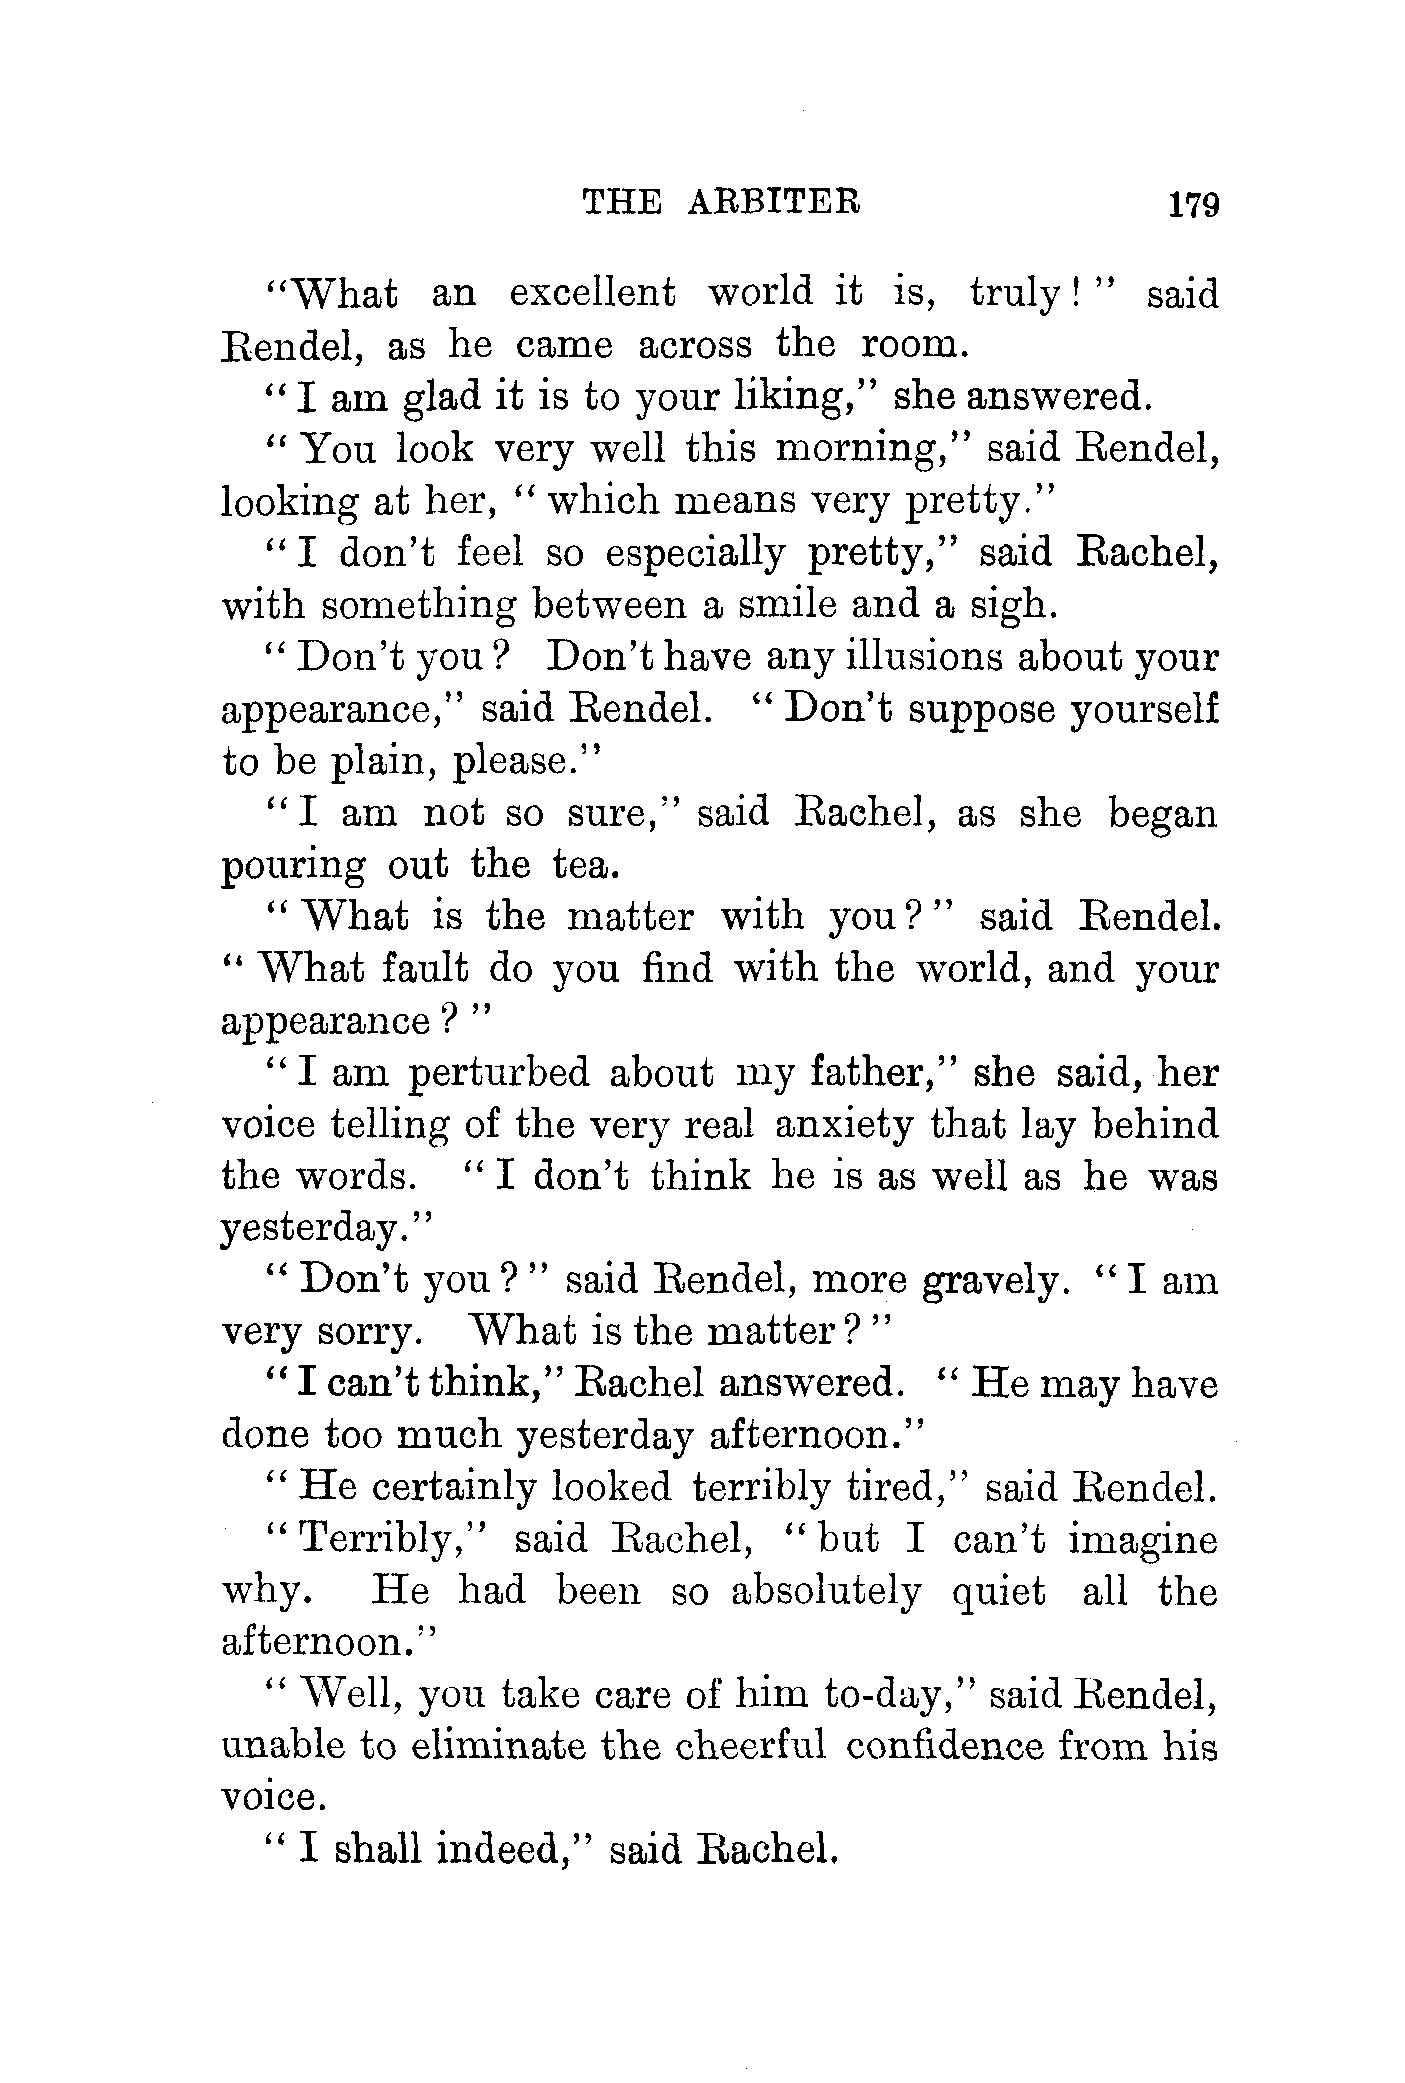 THE ARBITER 179
"What an excellent world it is, truly!" said
Rendel, as he came across the room.
"I am glad it is to your liking," she answered.
"You look very well this morning," said Rendel,
looking at her, "which means very pretty."
"I don't feel so especially pretty," said Rachel,
with something between a smile and a sigh.
"Don't you? Don't have any illusions about your
appearance," said Rendel. "Don't suppose yourself
to be plain, please."
"I am not so sure," said Rachel, as she began
pouring out the tea.
"What is the matter with you?" said Rendel.
"What fault do you find with the world, and your
appearance?"
"I am perturbed about my father," she said, her
voice telling of the very real anxiety that lay behind
the words. "I don't think he is as well as he was
yesterday."
"Don't you?" said Rendel, more gravely. "I am
very sorry. What is the matter?"
"I can't think," Rachel answered. "He may have
done too much yesterday afternoon."
"He certainly looked terribly tired," said Rendel.
"Terribly," said Rachel, "but I can't imagine
why. He had been so absolutely quiet all the
afternoon."
"Well, you take care of him to-day," said Rendel,
unable to eliminate the cheerful confidence from his
voice.
"I shall indeed," said Rachel.